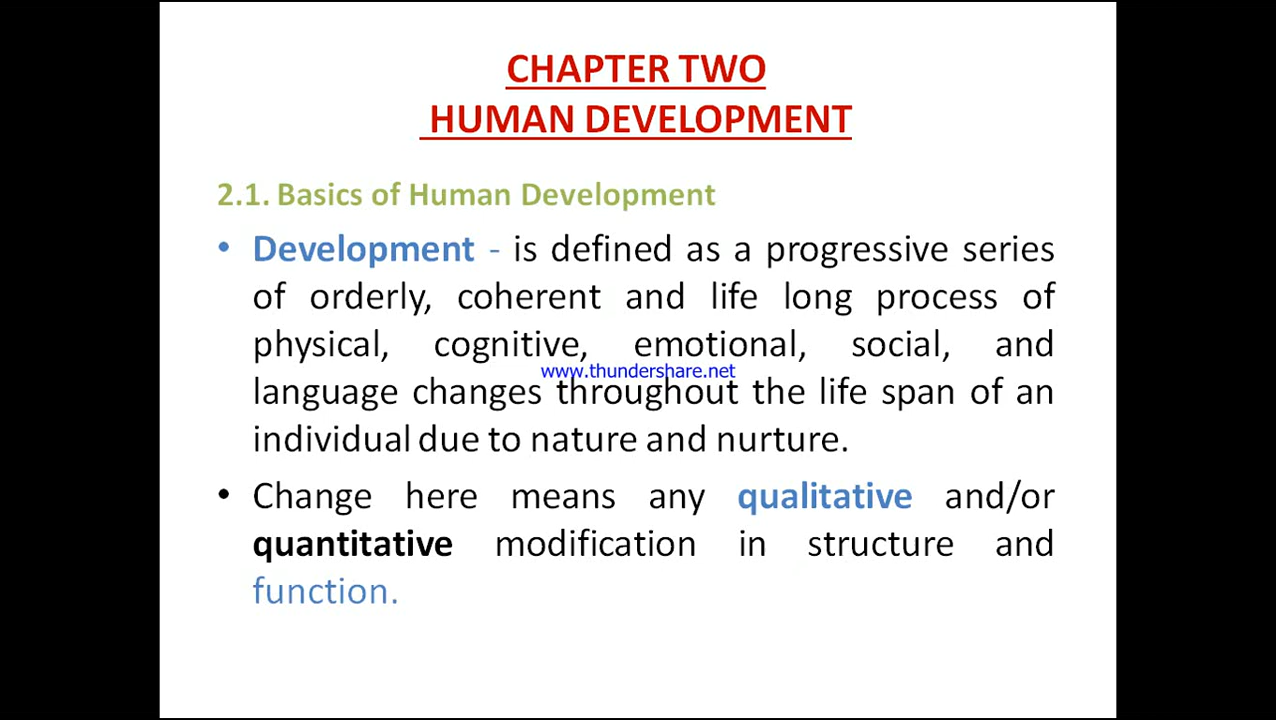 CHAPTER TWO
HUMAN DEVELOPMENT
2.1. Basics of Human Development
• Development - is defined as a progressive series
of orderly, coherent and life long process of
physical, cognitive, emotional, social, and
www.thundershare.net
language changes throughout the life span of an
individual due to nature and nurture.
• Change here means any qualitative and/or
quantitative modification in structure and
function.